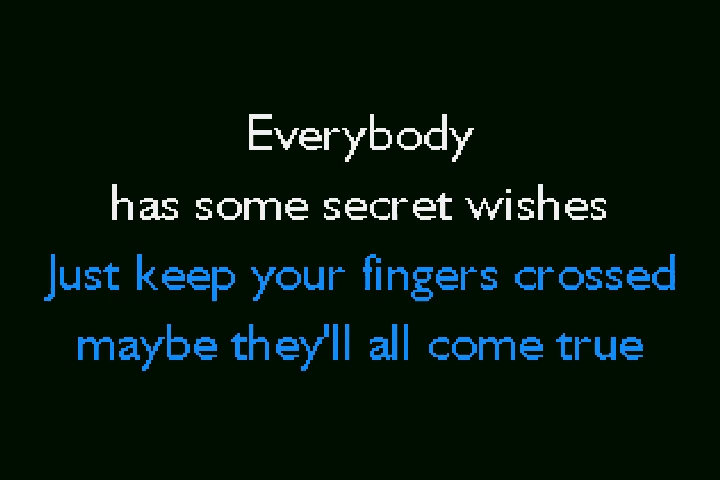 Everybody
has some secret wishes
Just keep your fingers crossed
maybe they'll all come true